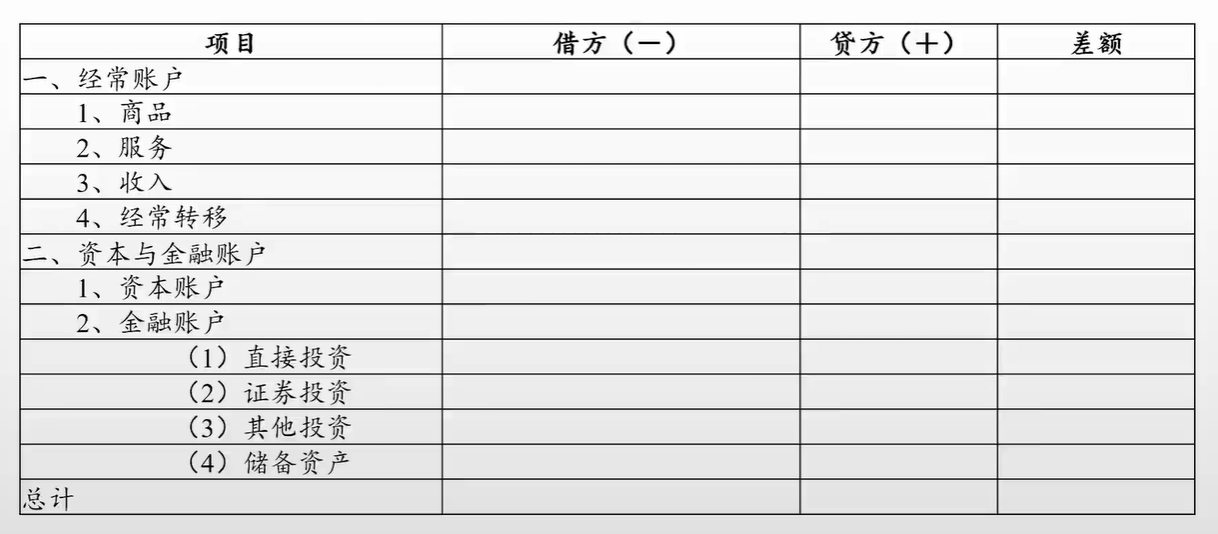 项目 借方（－） 贷方（＋） 差额
一、经常账户
1、商品
2、服务
3、收入
4、经常转移
二、资本与金融账户
1、资本账户
2、金融账户
（1）直接投资
（2）证券投资
（3）其他投资
（4）储备资产
总计